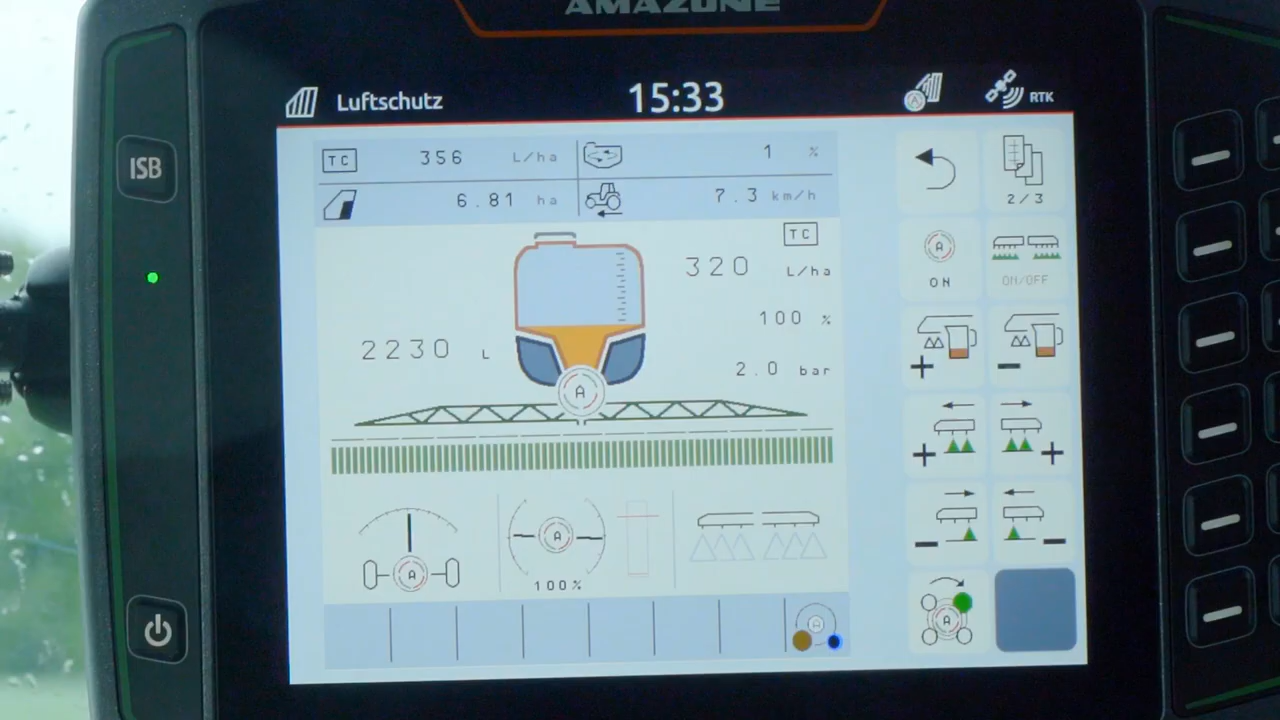 AMAZONE
Luftschutz 15:33 RTK
ISB
TC 356 L/ha 1 %
6.81 ha 7.3 km/h
2/3
TC
320 L/ha
A
ON
ON/OFF
100 %
2230 L
2.0 bar
A
+ -
+ +
A A
100%
- -
A
A